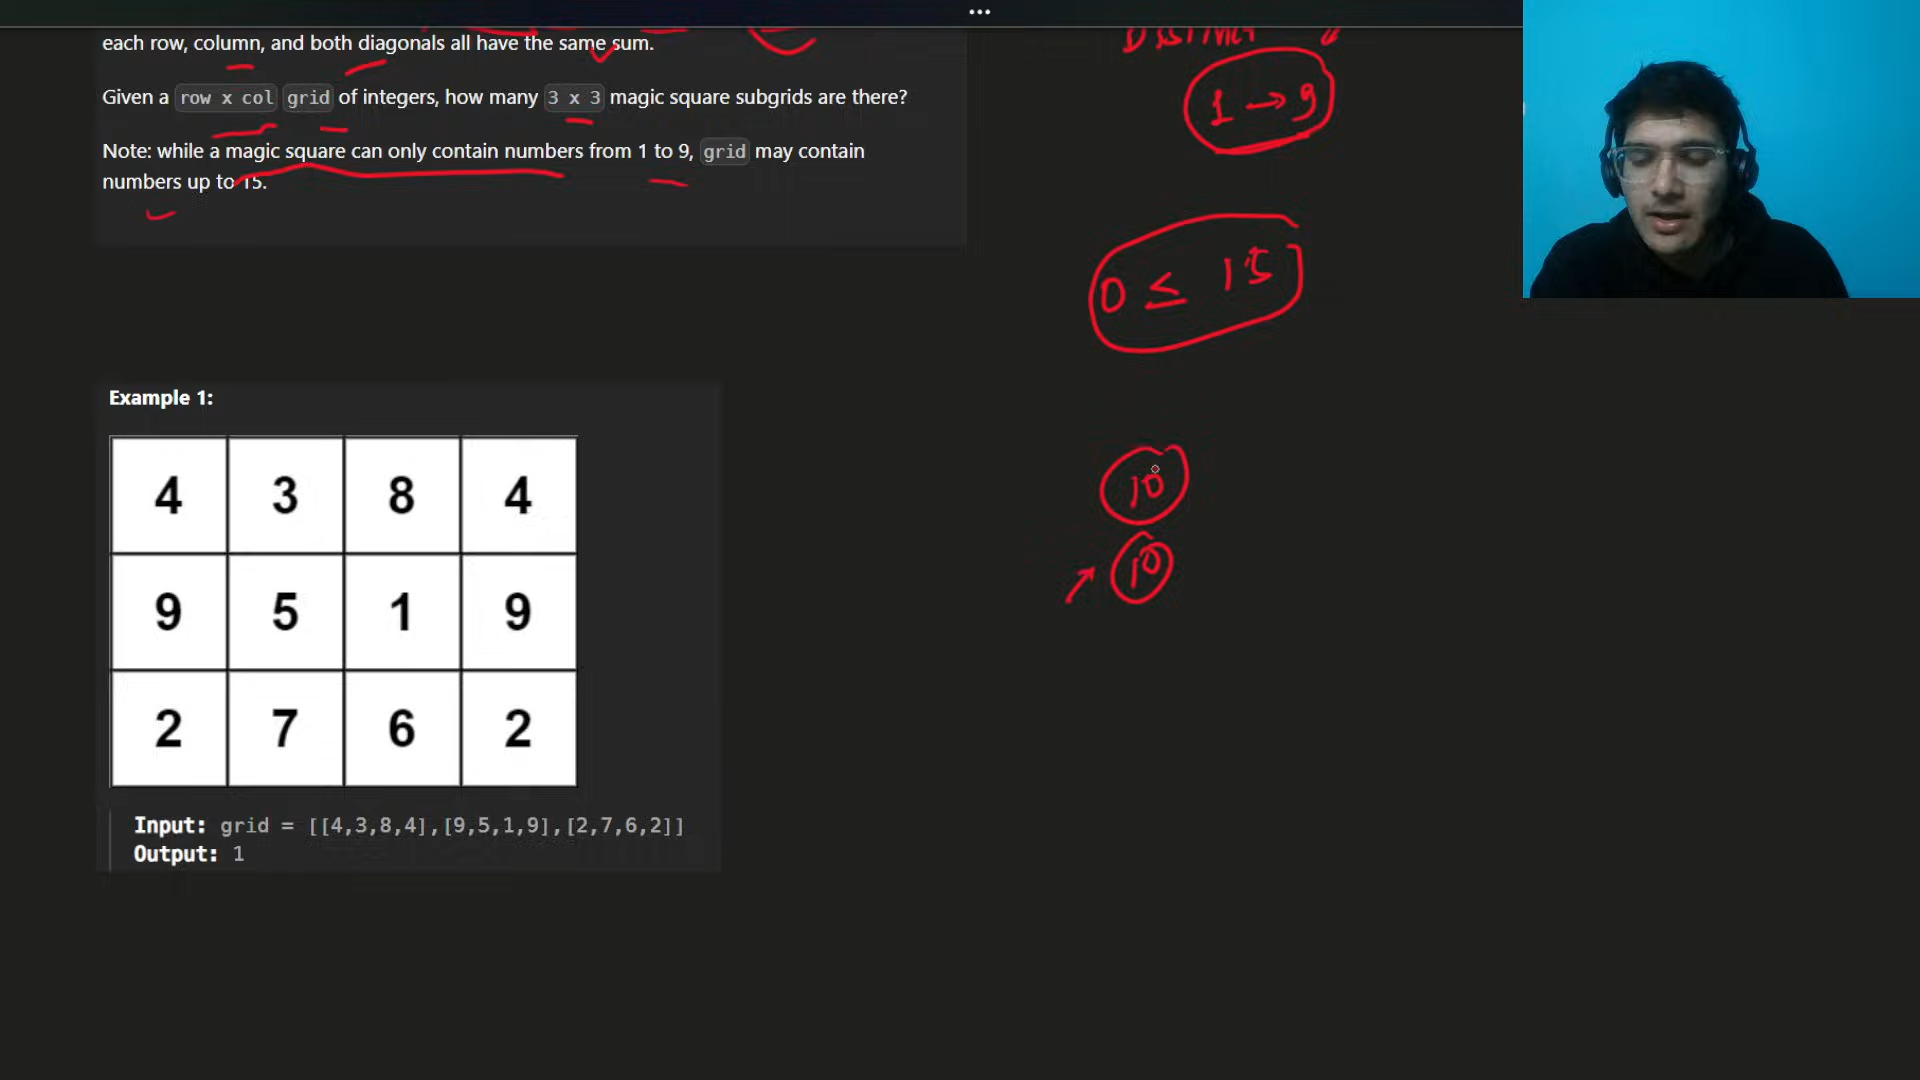 each row, column, and both diagonals all have the same sum.
Given a row x col grid of integers, how many 3 x 3 magic square subgrids are there?
Note: while a magic square can only contain numbers from 1 to 9, grid may contain
numbers up to 15.
Example 1:
4 3 8 4
9 5 1 9
2 7 6 2
Input: grid = [[4,3,8,4],[9,5,1,9],[2,7,6,2]]
Output: 1
DISTINCT
1 → 9
0 ≤ 15
10
10